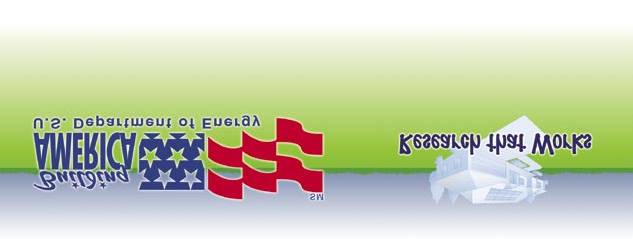 Building
AMERICA
U.S. Department of Energy
SM
Research that Works